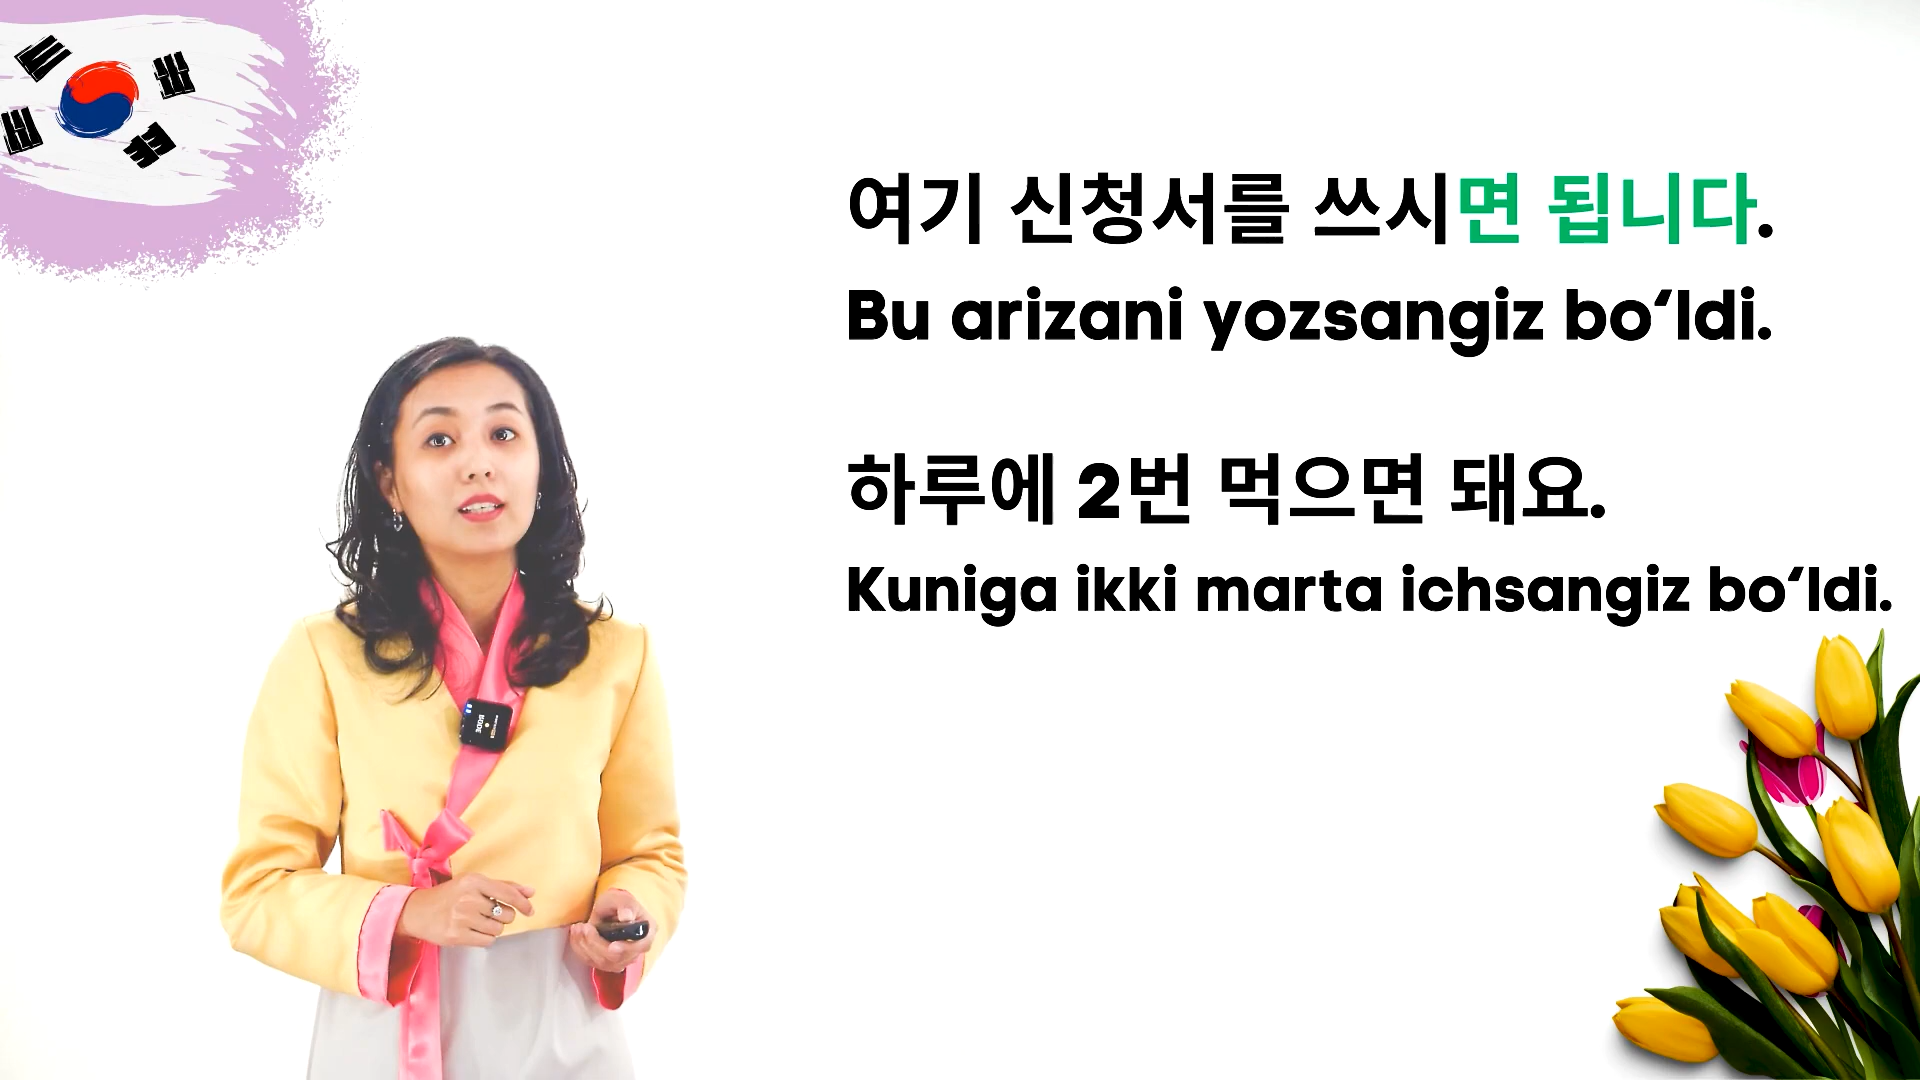 여기 신청서를 쓰시면 됩니다.
Bu arizani yozsangiz bo‘ldi.
하루에 2번 먹으면 돼요.
Kuniga ikki marta ichsangiz bo‘ldi.